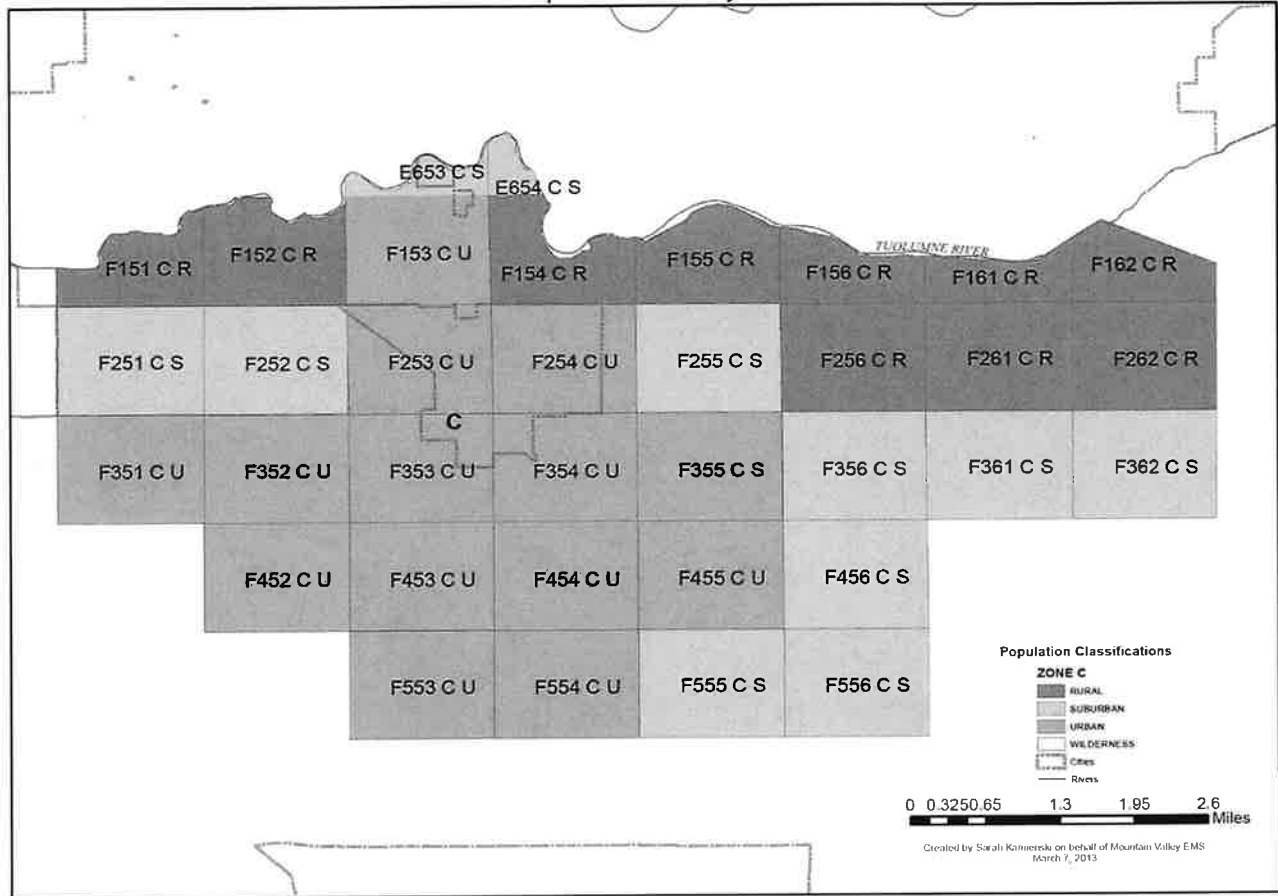 E653 C S
E654 C S
F151 C R
F152 C R
F153 C U
F154 C R
F155 C R
F156 C R
TUOLUMNE RIVER
F161 C R
F162 C R
F251 C S
F252 C S
F253 C U
F254 C U
F255 C S
F256 C R
F261 C R
F262 C R
C
F351 C U
F352 C U
F353 C U
F354 C U
F355 C S
F356 C S
F361 C S
F362 C S
F452 C U
F453 C U
F454 C U
F455 C U
F456 C S
F553 C U
F554 C U
F555 C S
F556 C S
Population Classifications
ZONE C
RURAL
SUBURBAN
URBAN
WILDERNESS
Cities
Rivers
0 0.3250.65 1.3 1.95 2.6
Miles
Created by Sarah Kamienski on behalf of Mountain Valley EMS
March 7, 2013